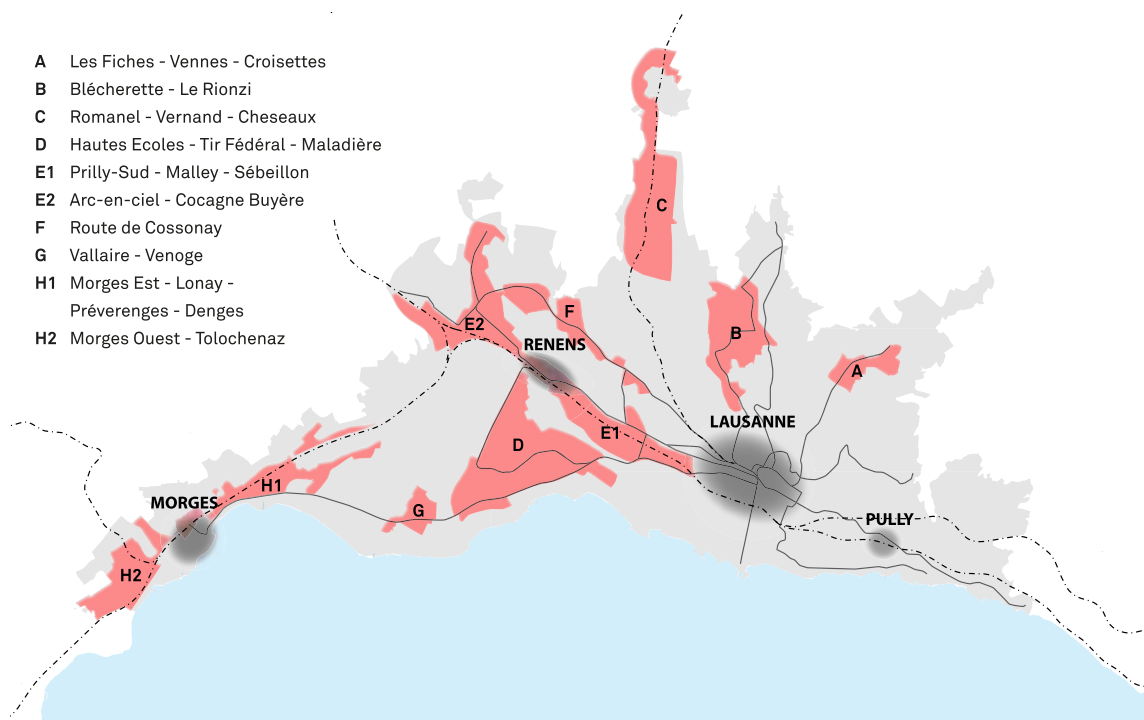 A Les Fiches - Vennes - Croisettes
B Blécherette - Le Rionzi
C Romanel - Vernand - Cheseaux
D Hautes Ecoles - Tir Fédéral - Maladière
E1 Prilly-Sud - Malley - Sébeillon
E2 Arc-en-ciel - Cocagne Buyère
F Route de Cossonay
G Vallaire - Venoge
H1 Morges Est - Lonay -
Préverenges - Denges
H2 Morges Ouest - Tolochenaz
C
F
E2
B
RENENS
A
LAUSANNE
E1
D
H1
MORGES
G
PULLY
H2